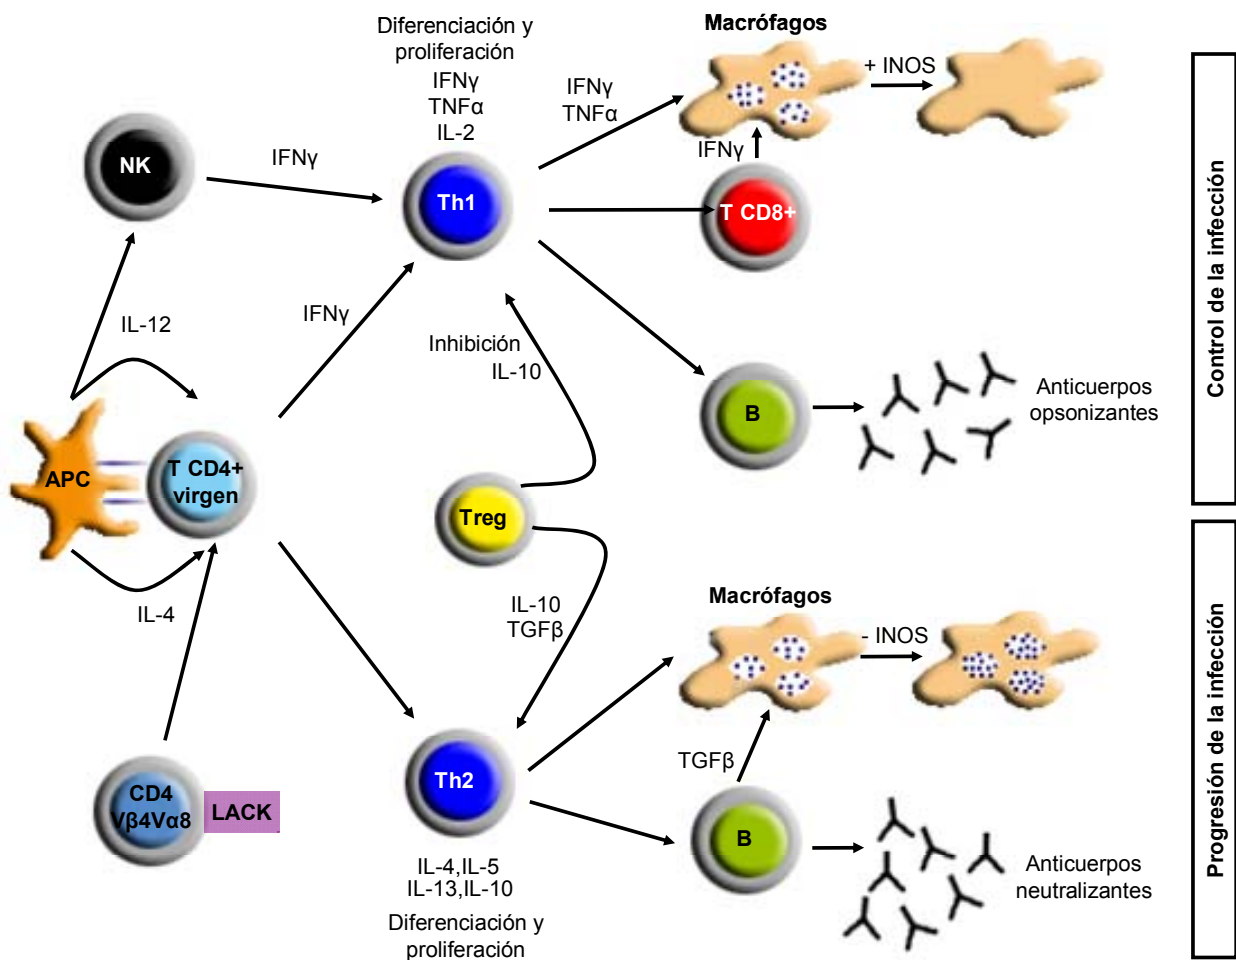 Diferenciación y
proliferación
IFNγ
TNFα
IL-2
NK
IFNγ
Th1
IFNγ
TNFα
Macrófagos
+ INOS
IFNγ
T CD8+
IL-12
IFNγ
Inhibición
IL-10
B
Anticuerpos
opsonizantes
Control de la infección
APC
T CD4+
virgen
Treg
IL-4
IL-10
TGFβ
Macrófagos
- INOS
Th2
TGFβ
CD4
Vβ4Vα8
LACK
B
Anticuerpos
neutralizantes
IL-4,IL-5
IL-13,IL-10
Diferenciación y
proliferación
Progresión de la infección